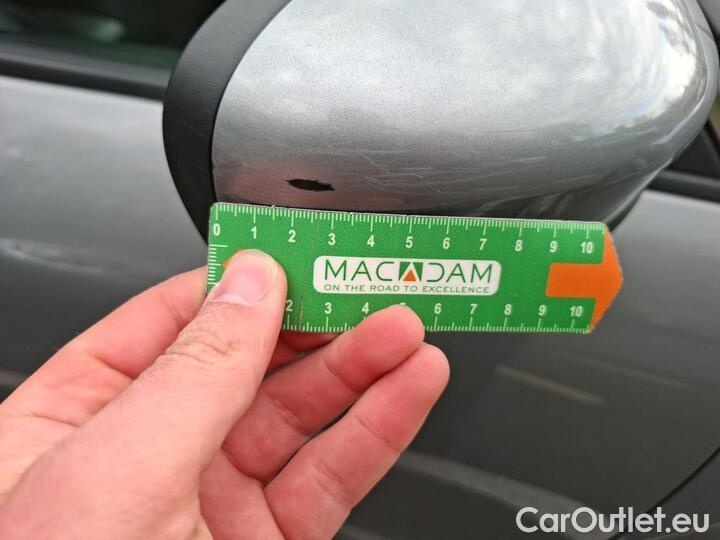 0 1 2 3 4 5 6 7 8 9 10
MACADAM
ON THE ROAD TO EXCELLENCE
2 3 4 5 6 7 8 9 10
CarOutlet.eu